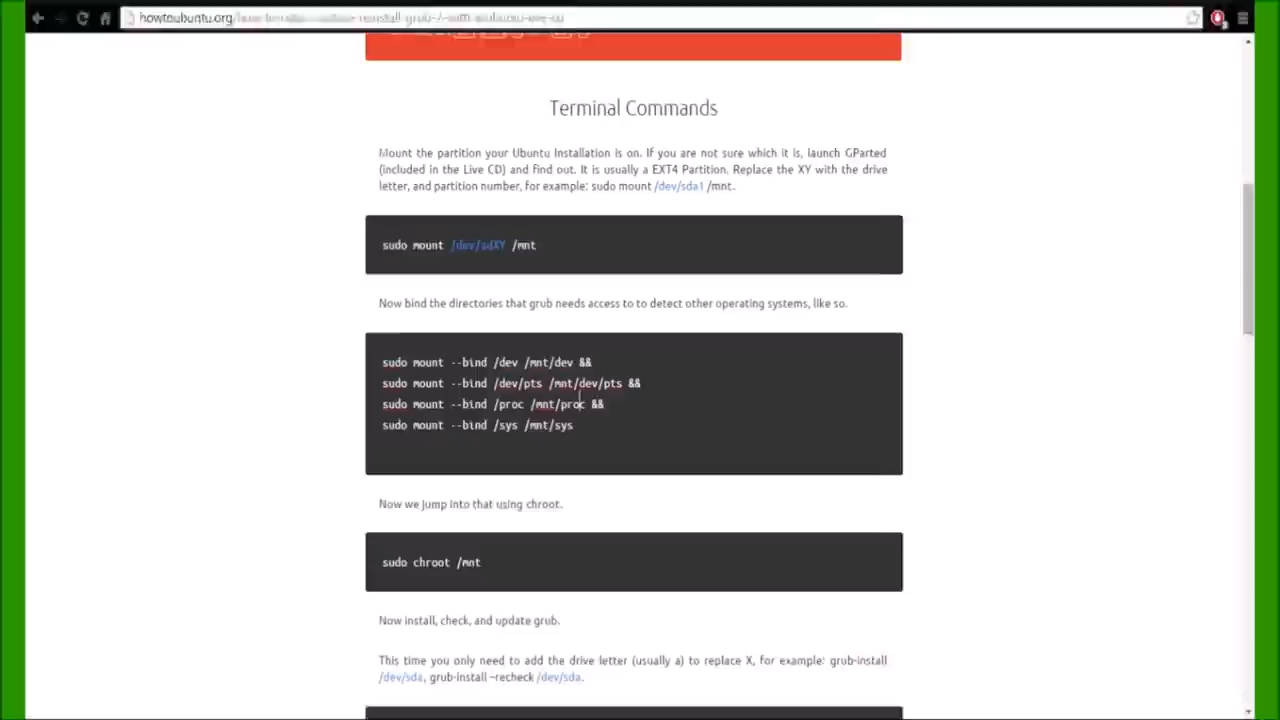 howtoubuntu.org/
Terminal Commands
Mount the partition your Ubuntu Installation is on. If you are not sure which it is, launch GParted
(included in the Live CD) and find out. It is usually a EXT4 Partition. Replace the XY with the drive
letter, and partition number, for example: sudo mount /dev/sda1 /mnt.
sudo mount /dev/sdXY /mnt
Now bind the directories that grub needs access to to detect other operating systems, like so.
sudo mount --bind /dev /mnt/dev &&
sudo mount --bind /dev/pts /mnt/dev/pts &&
sudo mount --bind /proc /mnt/proc &&
sudo mount --bind /sys /mnt/sys
Now we jump into that using chroot.
sudo chroot /mnt
Now install, check, and update grub.
This time you only need to add the drive letter (usually a) to replace X, for example: grub-install
/dev/sda, grub-install –recheck /dev/sda.